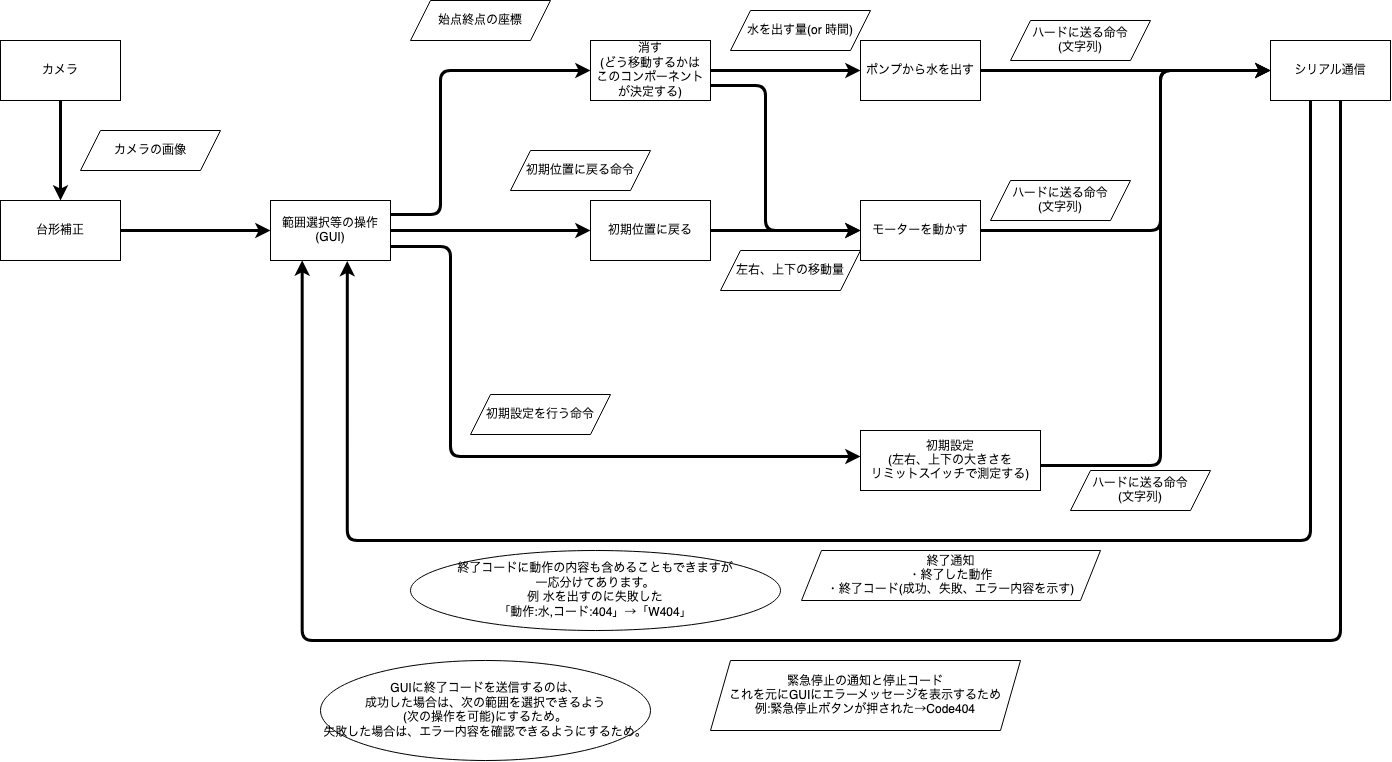 始点終点の座標
水を出す量(or 時間)
ハードに送る命令
(文字列)
カメラ
消す
(どう移動するかは
このコンポーネント
が決定する)
ポンプから水を出す
シリアル通信
カメラの画像
初期位置に戻る命令
ハードに送る命令
(文字列)
台形補正
範囲選択等の操作
(GUI)
初期位置に戻る
モーターを動かす
左右、上下の移動量
初期設定を行う命令
初期設定
(左右、上下の大きさを
リミットスイッチで測定する)
ハードに送る命令
(文字列)
終了コードに動作の内容も含めることもできますが
一応分けてあります。
例 水を出すのに失敗した
「動作:水,コード:404」→「W404」
終了通知
・終了した動作
・終了コード(成功、失敗、エラー内容を示す)
GUIに終了コードを送信するのは、
成功した場合は、次の範囲を選択できるよう
(次の操作を可能)にするため。
失敗した場合は、エラー内容を確認できるようにするため。
緊急停止の通知と停止コード
これを元にGUIにエラーメッセージを表示するため
例:緊急停止ボタンが押された→Code404